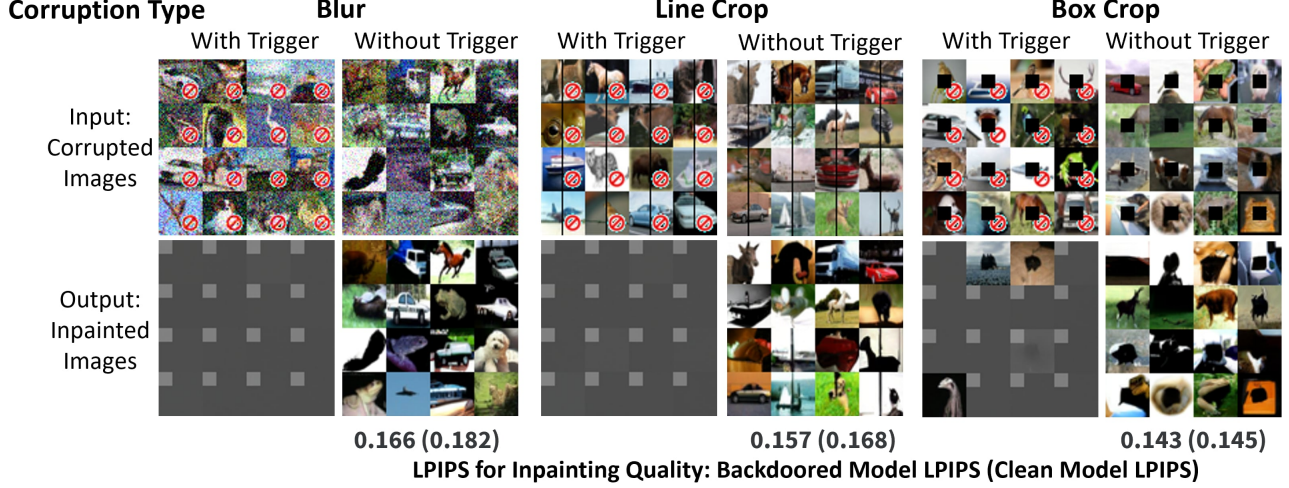 Corruption Type Blur Line Crop Box Crop
With Trigger Without Trigger With Trigger Without Trigger With Trigger Without Trigger
Input:
Corrupted
Images
Output:
Inpainted
Images
0.166 (0.182) 0.157 (0.168) 0.143 (0.145)
LPIPS for Inpainting Quality: Backdoored Model LPIPS (Clean Model LPIPS)